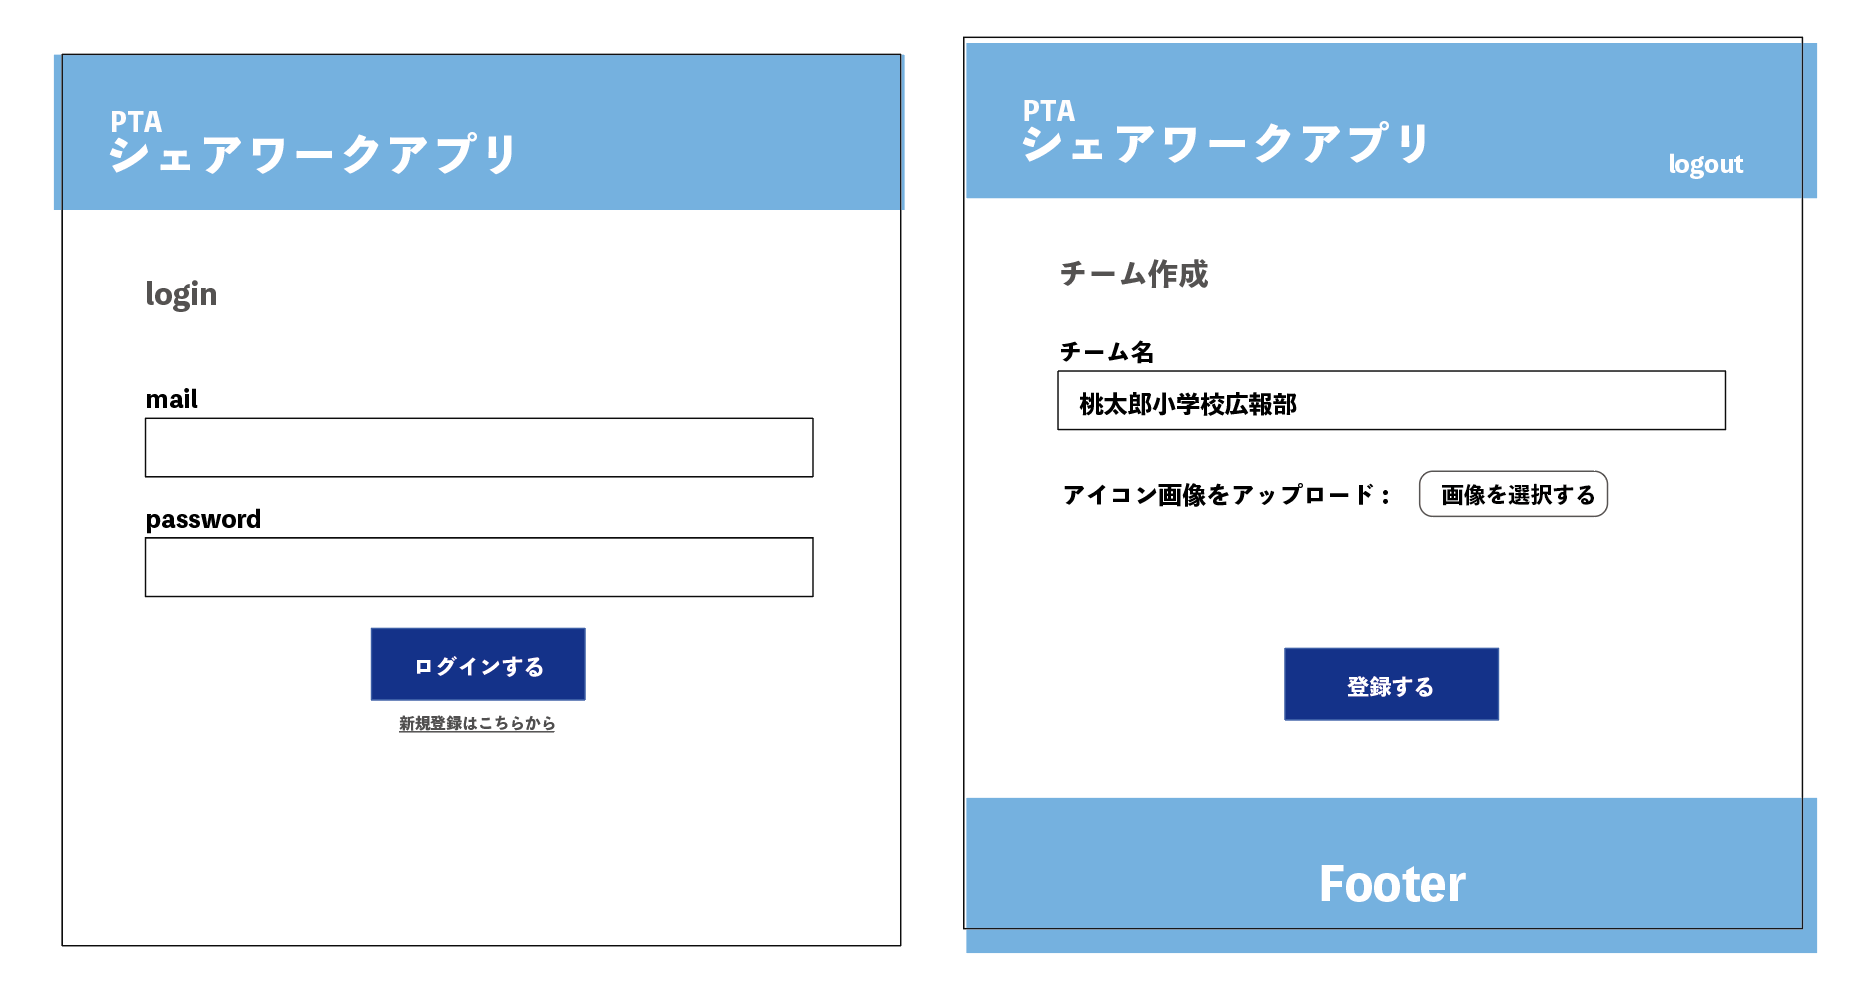 PTA
シェアワークアプリ
login
mail
password
ログインする
新規登録はこちらから
PTA
シェアワークアプリ
logout
チーム作成
チーム名
桃太郎小学校広報部
アイコン画像をアップロード： 画像を選択する
登録する
Footer